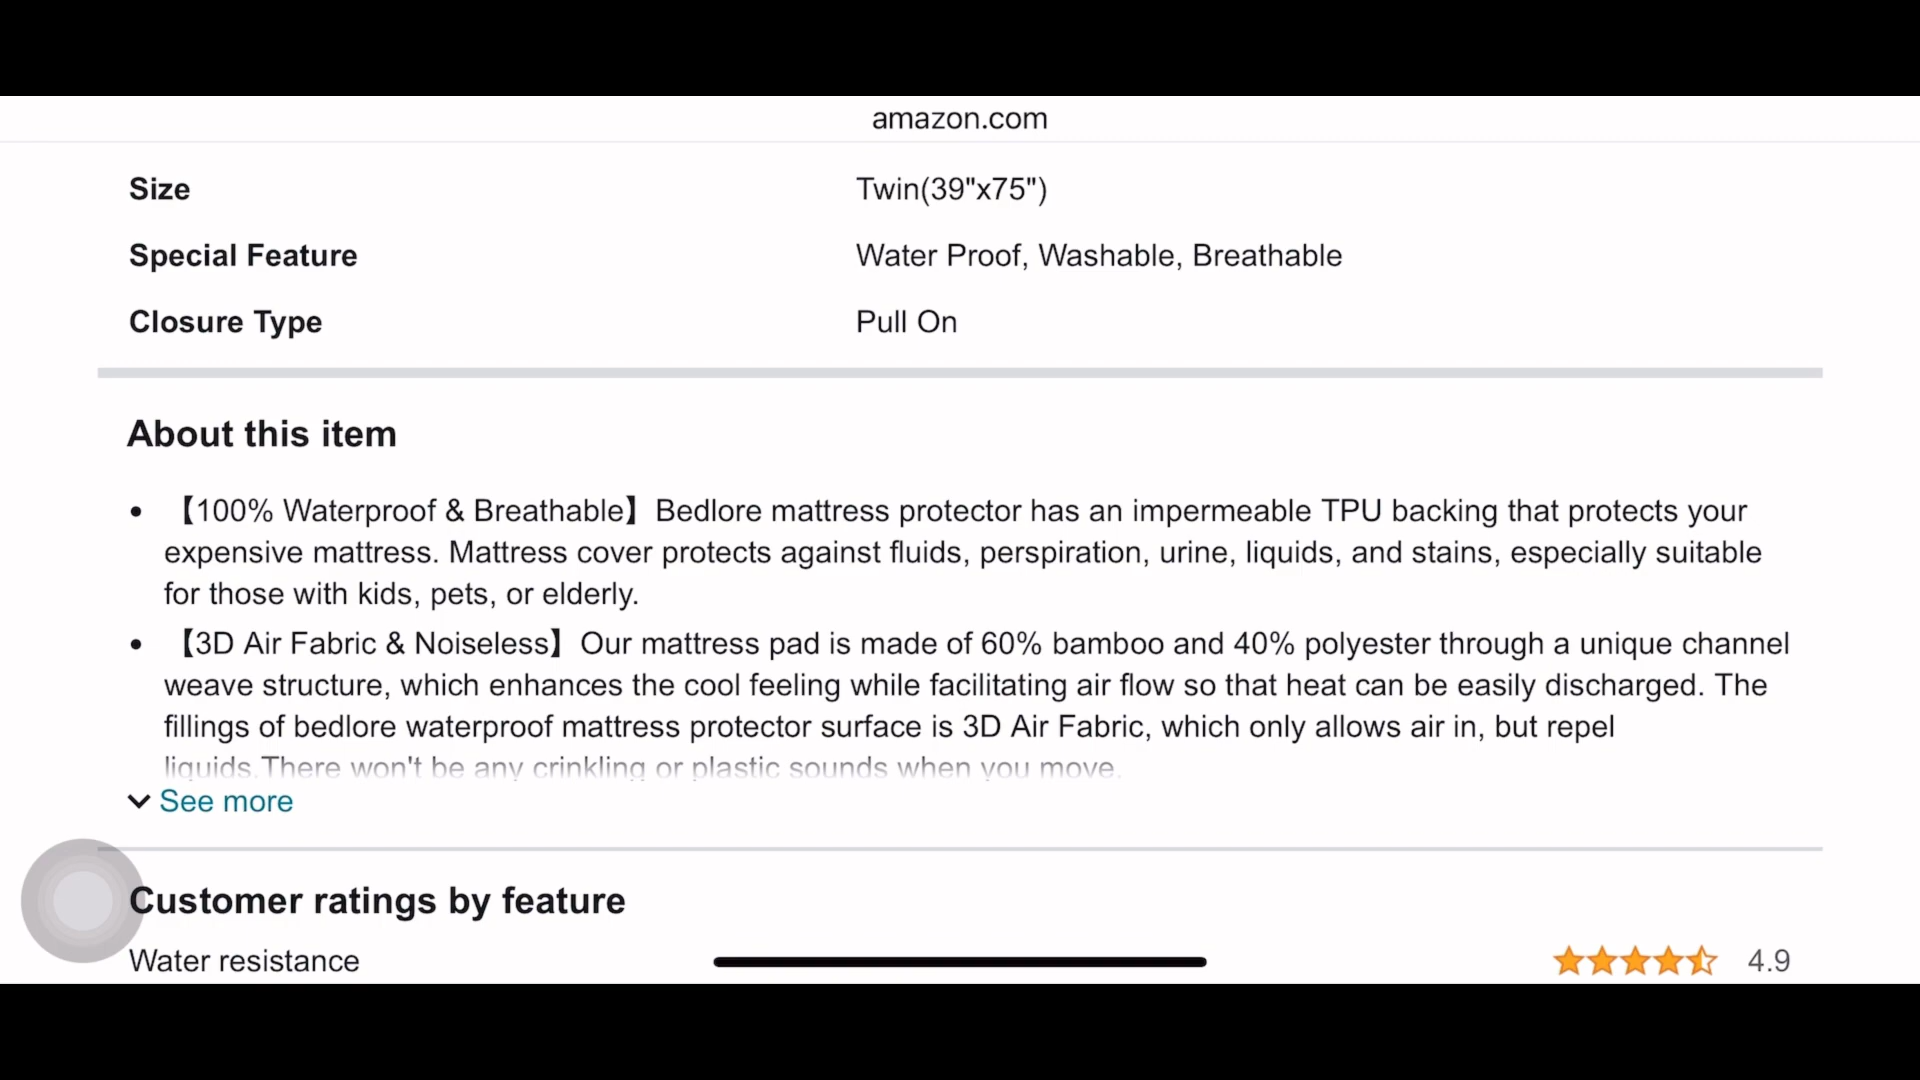 amazon.com
Size Twin(39"x75")
Special Feature Water Proof, Washable, Breathable
Closure Type Pull On
About this item
• 【100% Waterproof & Breathable】Bedlore mattress protector has an impermeable TPU backing that protects your
expensive mattress. Mattress cover protects against fluids, perspiration, urine, liquids, and stains, especially suitable
for those with kids, pets, or elderly.
• 【3D Air Fabric & Noiseless】Our mattress pad is made of 60% bamboo and 40% polyester through a unique channel
weave structure, which enhances the cool feeling while facilitating air flow so that heat can be easily discharged. The
fillings of bedlore waterproof mattress protector surface is 3D Air Fabric, which only allows air in, but repel
liquids.There won't be any crinkling or plastic sounds when you move.
See more
Customer ratings by feature
Water resistance 4.9